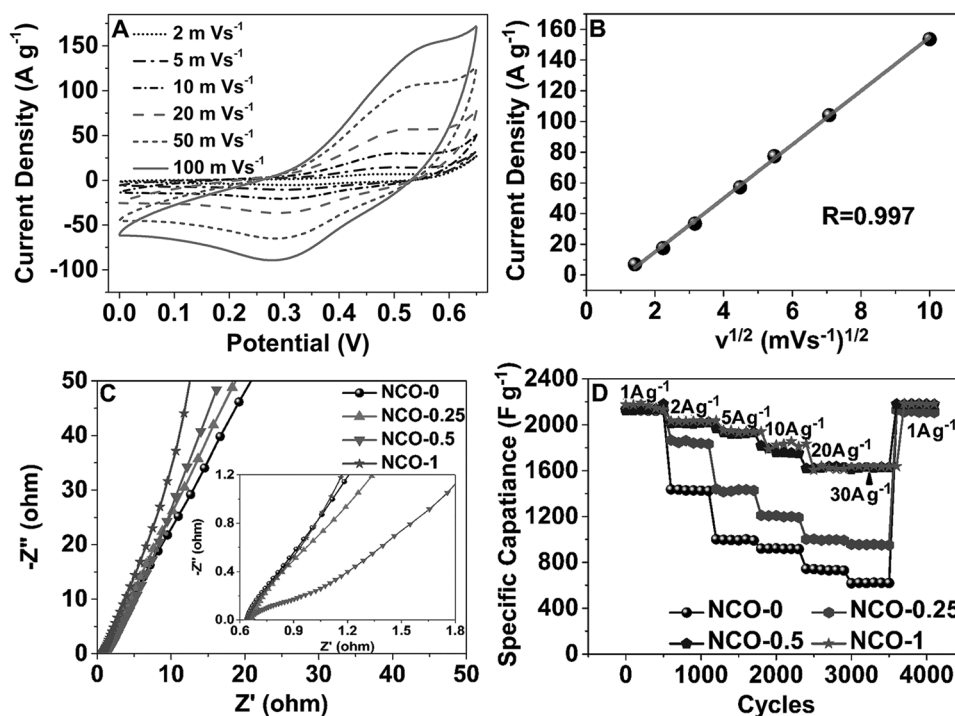 A
2 m Vs⁻¹
5 m Vs⁻¹
10 m Vs⁻¹
20 m Vs⁻¹
50 m Vs⁻¹
100 m Vs⁻¹
150
100
50
0
-50
-100
Current Density (A g⁻¹)
0.0 0.1 0.2 0.3 0.4 0.5 0.6
Potential (V)
B
160
140
120
100
80
60
40
20
0
Current Density (A g⁻¹)
R=0.997
0 2 4 6 8 10
v¹ᐟ² (mVs⁻¹)¹ᐟ²
C
NCO-0
NCO-0.25
NCO-0.5
NCO-1
50
40
30
20
10
0
-Z'' (ohm)
1.2
0.8
0.4
0.0
-Z'' (ohm)
0.6 0.9 1.2 1.5 1.8
Z' (ohm)
0 10 20 30 40 50
Z' (ohm)
D
2400
2000
1600
1200
800
400
Specific Capatiance (F g⁻¹)
1Ag⁻¹
2Ag⁻¹
5Ag⁻¹
10Ag⁻¹
20Ag⁻¹
30Ag⁻¹
1Ag⁻¹
NCO-0 NCO-0.25
NCO-0.5 NCO-1
0 1000 2000 3000 4000
Cycles